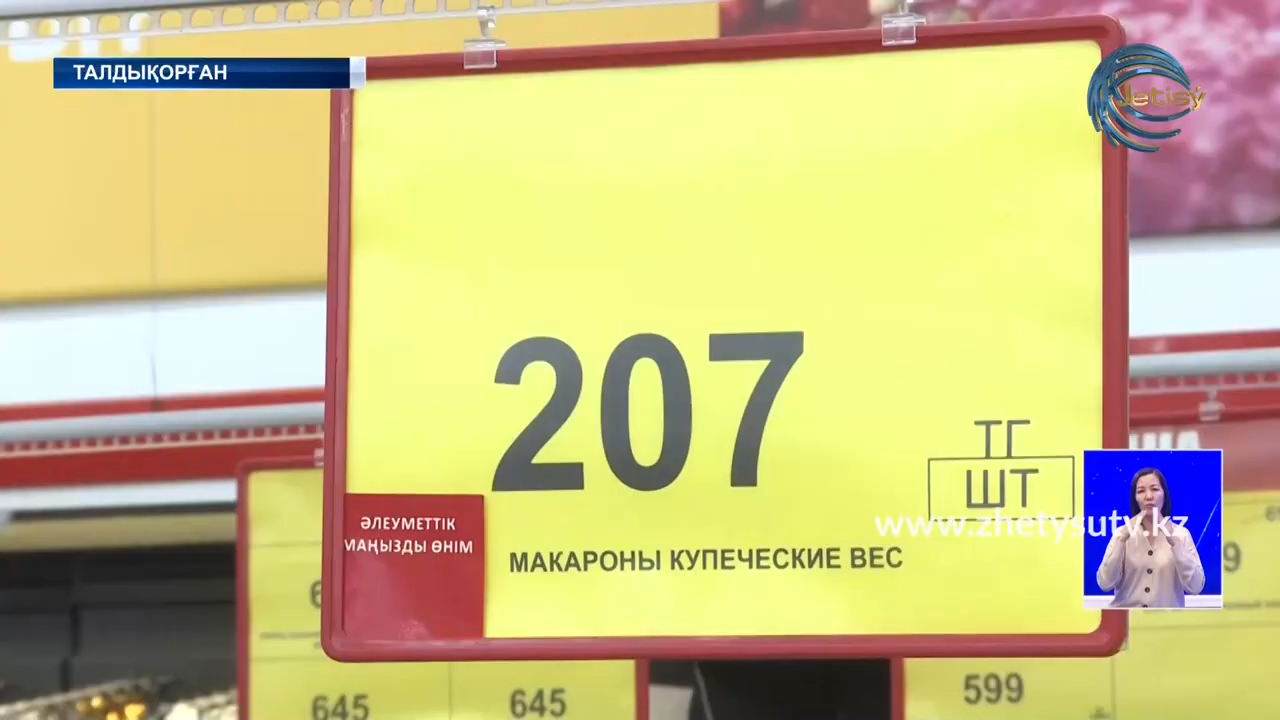 ТАЛДЫҚОРҒАН
Jetisý
207
ТГ
ШТ
www.zhetysutv.kz
ӘЛЕУМЕТТІК
МАҢЫЗДЫ ӨНІМ
МАКАРОНЫ КУПЕЧЕСКИЕ ВЕС
645
645
599